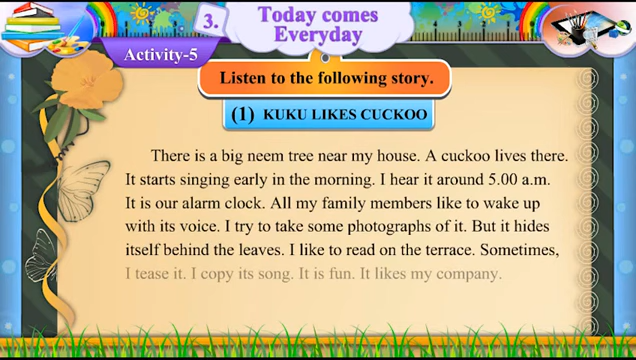 3.
Today comes
Everyday
Activity-5
Listen to the following story.
(1) KUKU LIKES CUCKOO
There is a big neem tree near my house. A cuckoo lives there.
It starts singing early in the morning. I hear it around 5.00 a.m.
It is our alarm clock. All my family members like to wake up
with its voice. I try to take some photographs of it. But it hides
itself behind the leaves. I like to read on the terrace. Sometimes,
I tease it. I copy its song. It is fun. It likes my company.